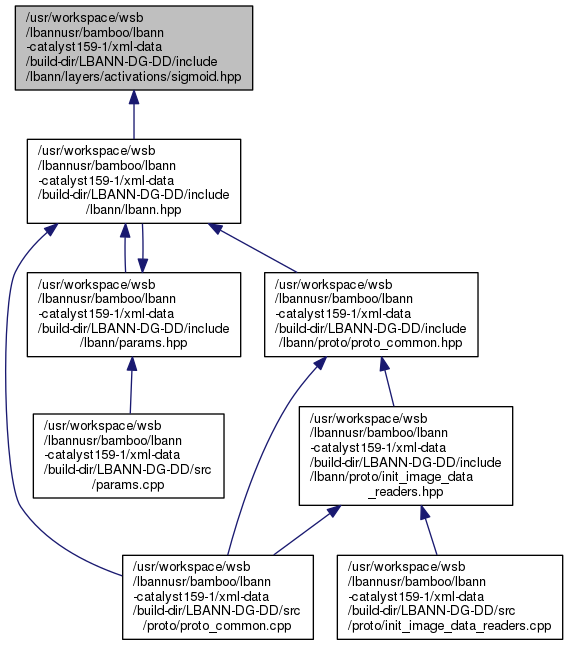 /usr/workspace/wsb
/lbannusr/bamboo/lbann
-catalyst159-1/xml-data
/build-dir/LBANN-DG-DD/include
/lbann/layers/activations/sigmoid.hpp
/usr/workspace/wsb
/lbannusr/bamboo/lbann
-catalyst159-1/xml-data
/build-dir/LBANN-DG-DD/include
/lbann/lbann.hpp
/usr/workspace/wsb
/lbannusr/bamboo/lbann
-catalyst159-1/xml-data
/build-dir/LBANN-DG-DD/include
/lbann/params.hpp
/usr/workspace/wsb
/lbannusr/bamboo/lbann
-catalyst159-1/xml-data
/build-dir/LBANN-DG-DD/include
/lbann/proto/proto_common.hpp
/usr/workspace/wsb
/lbannusr/bamboo/lbann
-catalyst159-1/xml-data
/build-dir/LBANN-DG-DD/src
/params.cpp
/usr/workspace/wsb
/lbannusr/bamboo/lbann
-catalyst159-1/xml-data
/build-dir/LBANN-DG-DD/include
/lbann/proto/init_image_data
_readers.hpp
/usr/workspace/wsb
/lbannusr/bamboo/lbann
-catalyst159-1/xml-data
/build-dir/LBANN-DG-DD/src
/proto/proto_common.cpp
/usr/workspace/wsb
/lbannusr/bamboo/lbann
-catalyst159-1/xml-data
/build-dir/LBANN-DG-DD/src
/proto/init_image_data_readers.cpp